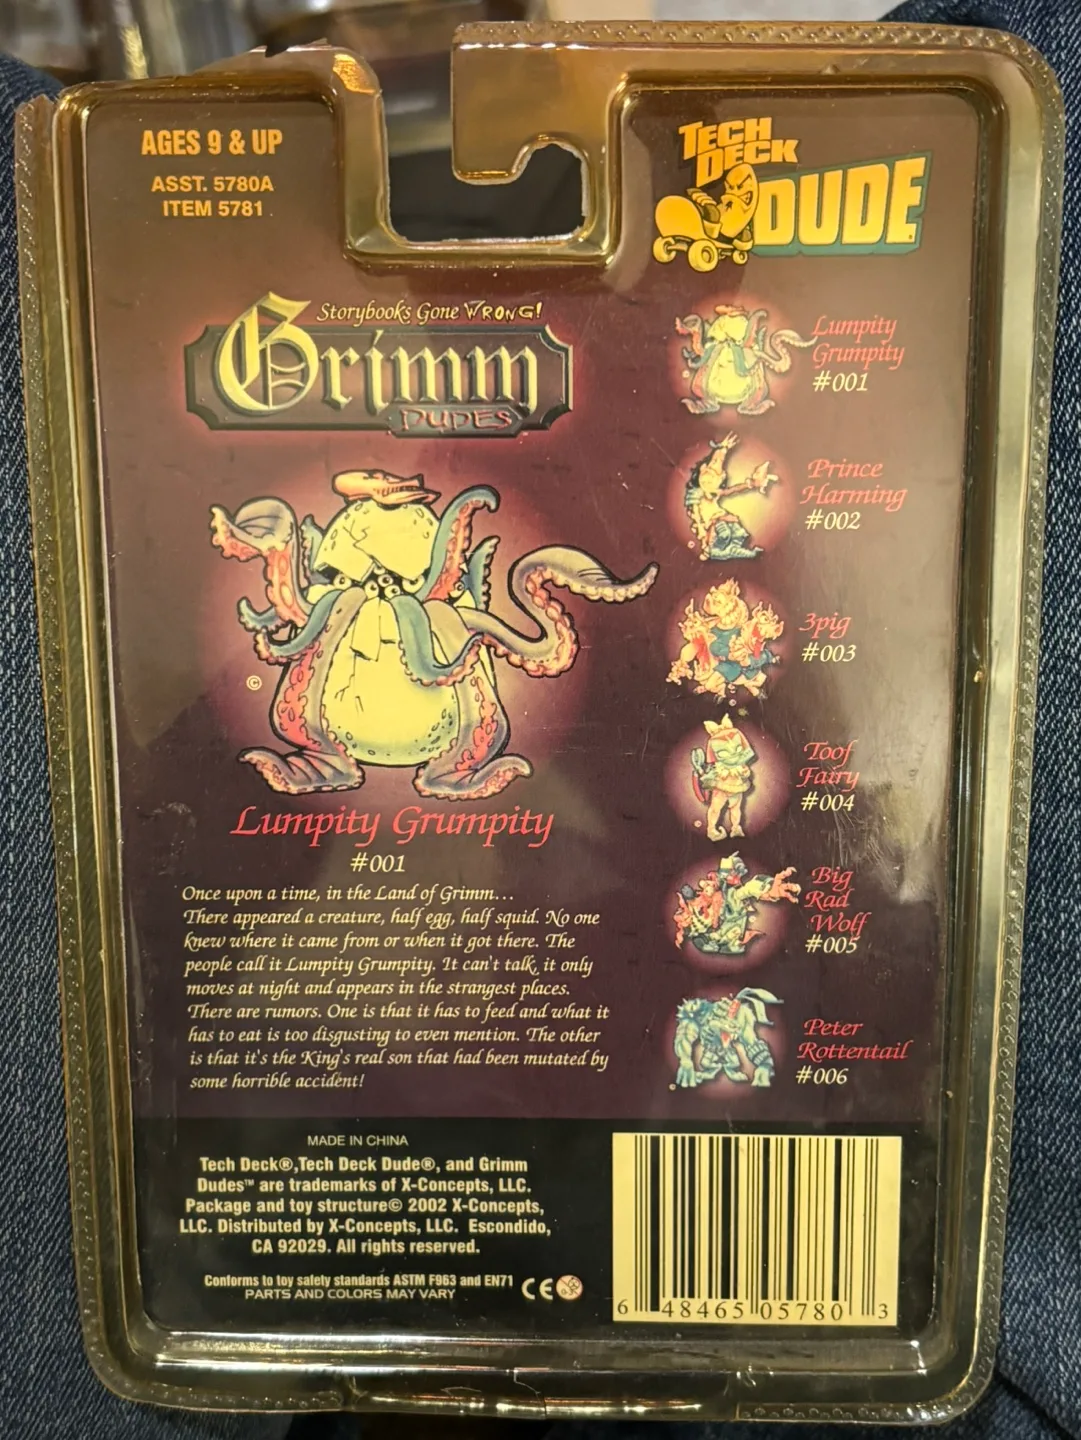 AGES 9 & UP
ASST. 5780A
ITEM 5781
TECH
DECK
DUDE
Storybooks Gone WRONG!
Grimm
DUDES
Lumpity
Grumpity
#001
Prince
Harming
#002
3pig
#003
Toof
Fairy
#004
Big
Rad
Wolf
#005
Peter
Rottentail
#006
©
Lumpity Grumpity
#001
Once upon a time, in the Land of Grimm...
There appeared a creature, half egg, half squid. No one
knew where it came from or when it got there. The
people call it Lumpity Grumpity. It can't talk, it only
moves at night and appears in the strangest places.
There are rumors. One is that it has to feed and what it
has to eat is too disgusting to even mention. The other
is that it's the King's real son that had been mutated by
some horrible accident!
MADE IN CHINA
Tech Deck®,Tech Deck Dude®, and Grimm
Dudes™ are trademarks of X-Concepts, LLC.
Package and toy structure© 2002 X-Concepts,
LLC. Distributed by X-Concepts, LLC. Escondido,
CA 92029. All rights reserved.
Conforms to toy safety standards ASTM F963 and EN71
PARTS AND COLORS MAY VARY
CE
0-3
6 48465 05780 3